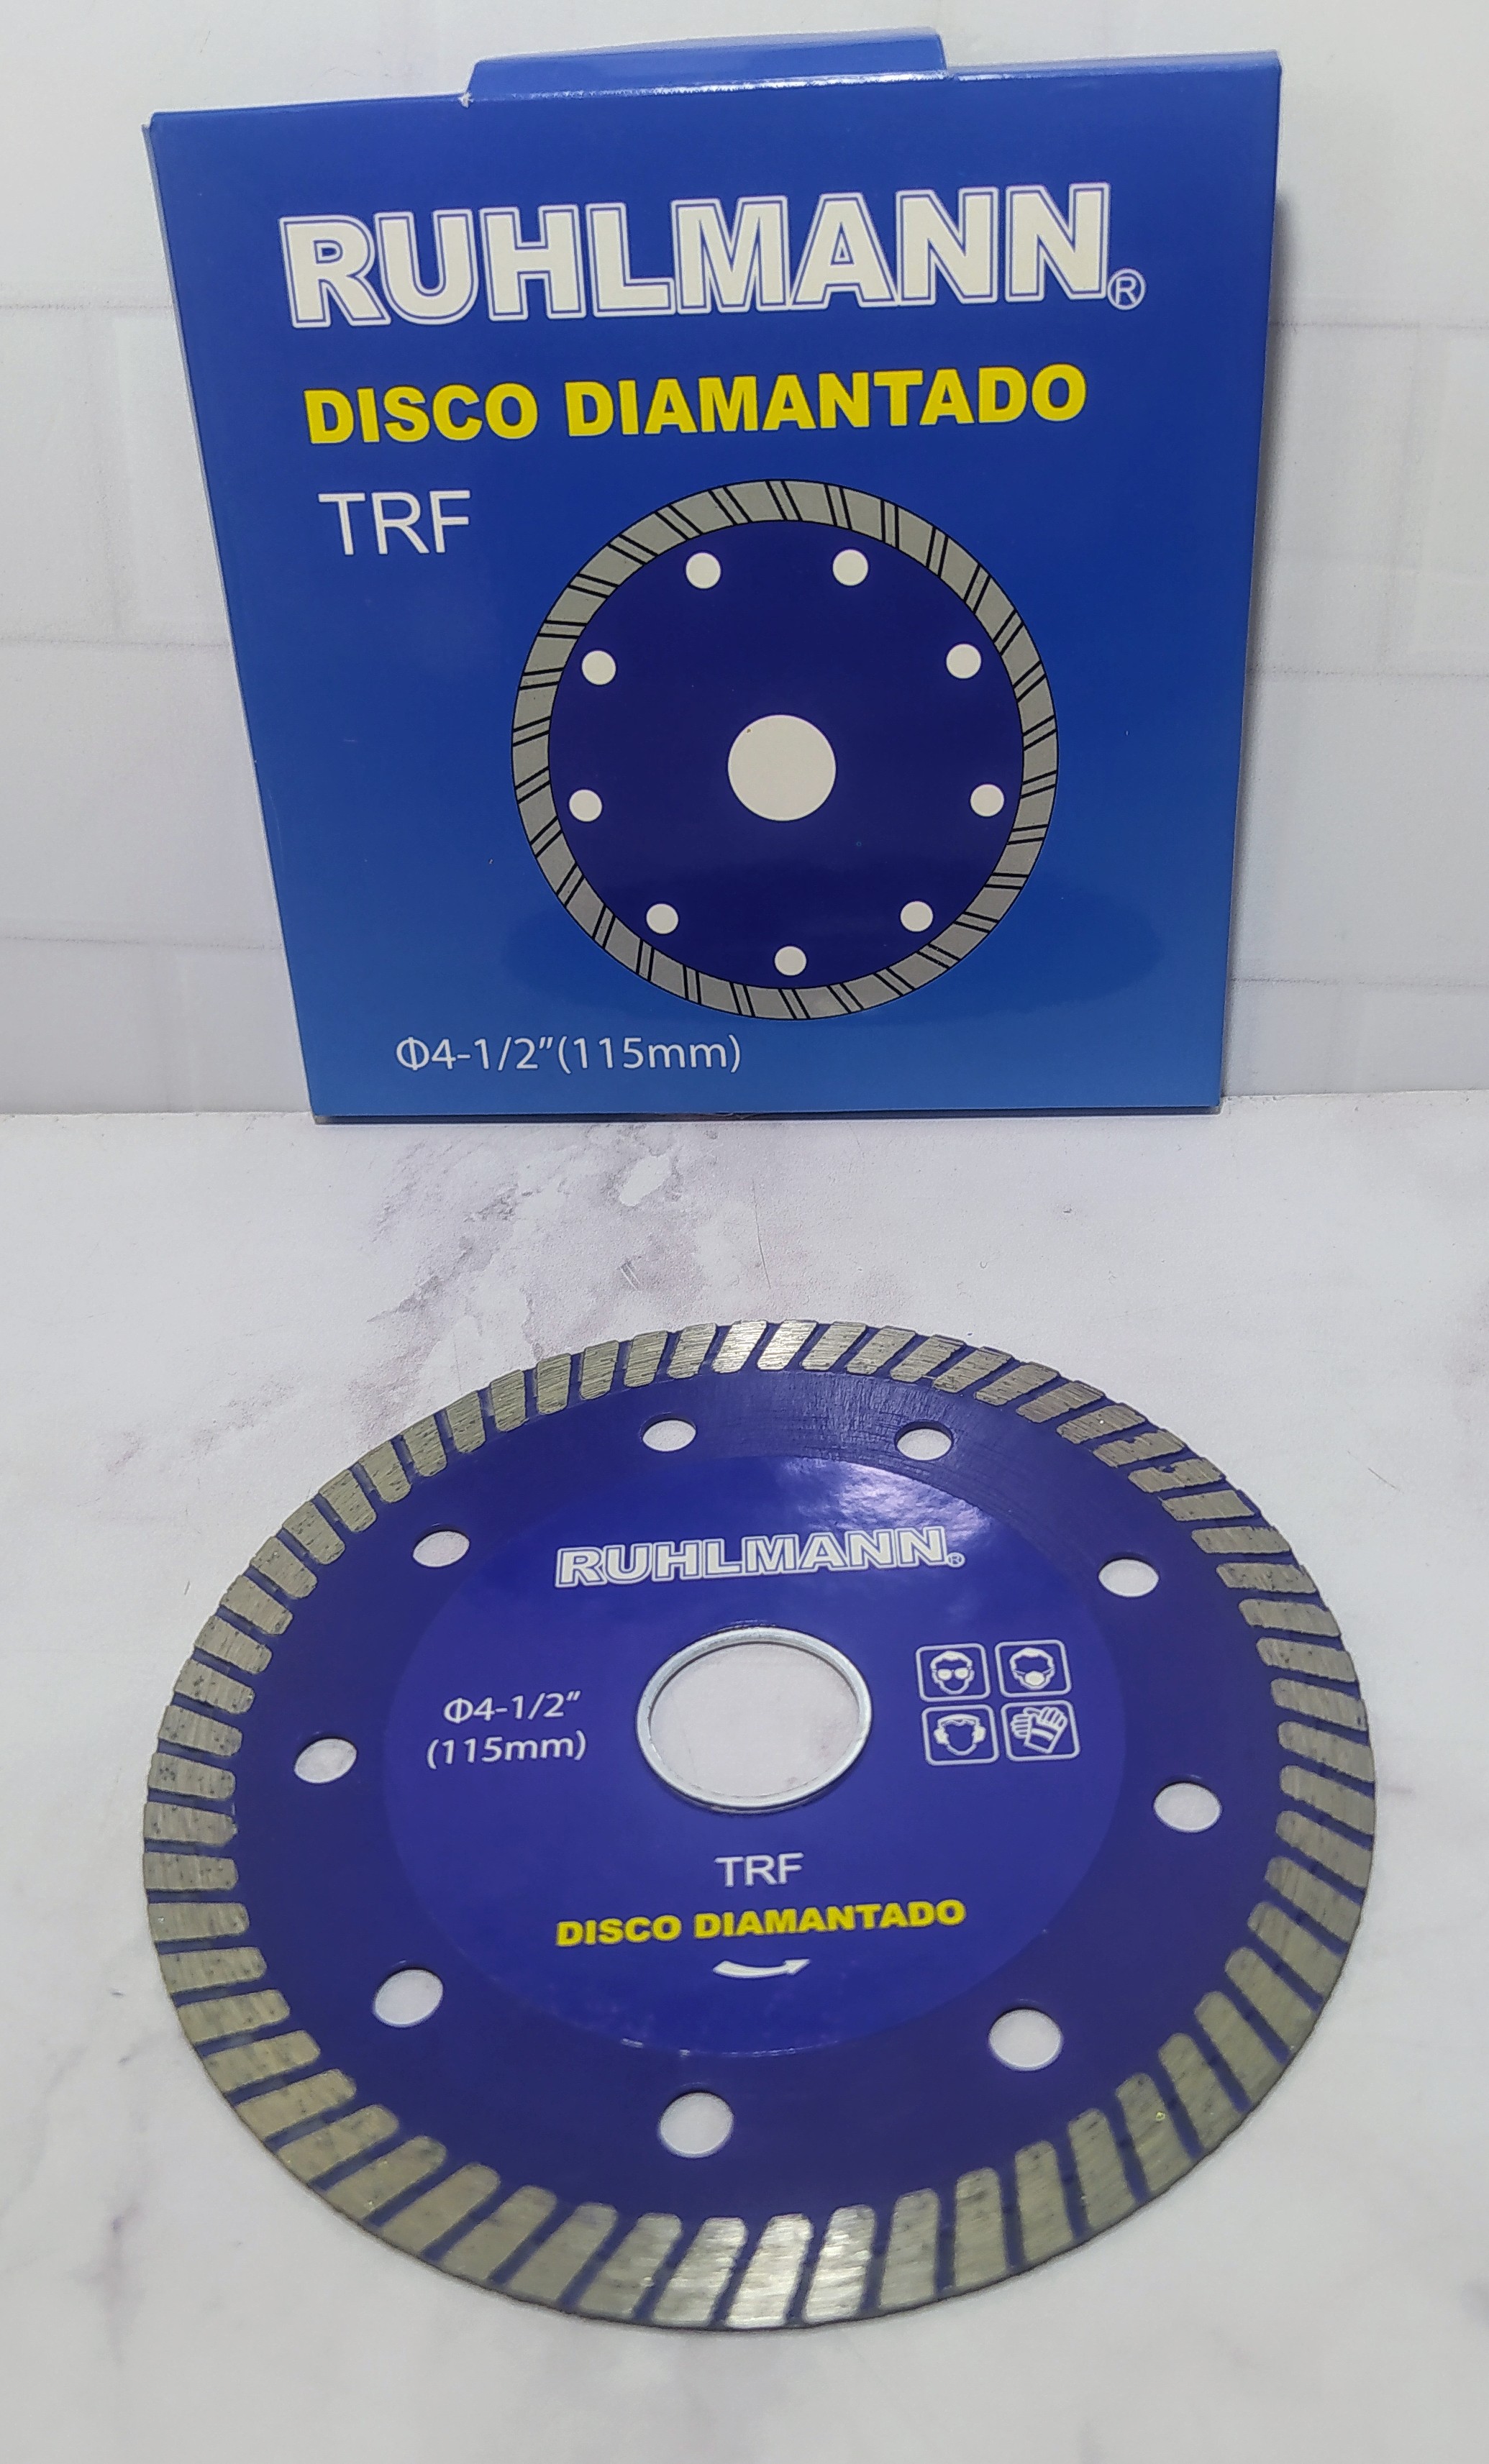 RUHLMANN®
DISCO DIAMANTADO
TRF
Φ4-1/2"(115mm)
RUHLMANN®
Φ4-1/2"
(115mm)
TRF
DISCO DIAMANTADO